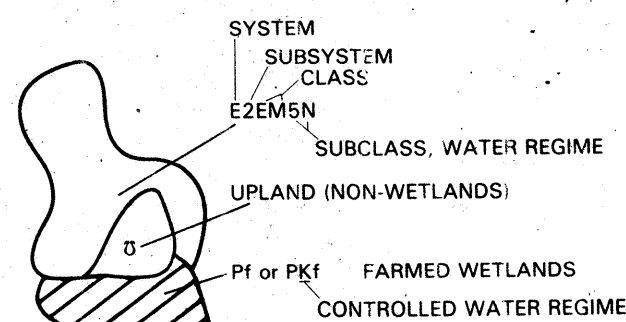 SYSTEM
SUBSYSTEM
CLASS
E2EM5N
SUBCLASS, WATER REGIME
UPLAND (NON-WETLANDS)
U
Pf or PKf FARMED WETLANDS
CONTROLLED WATER REGIME